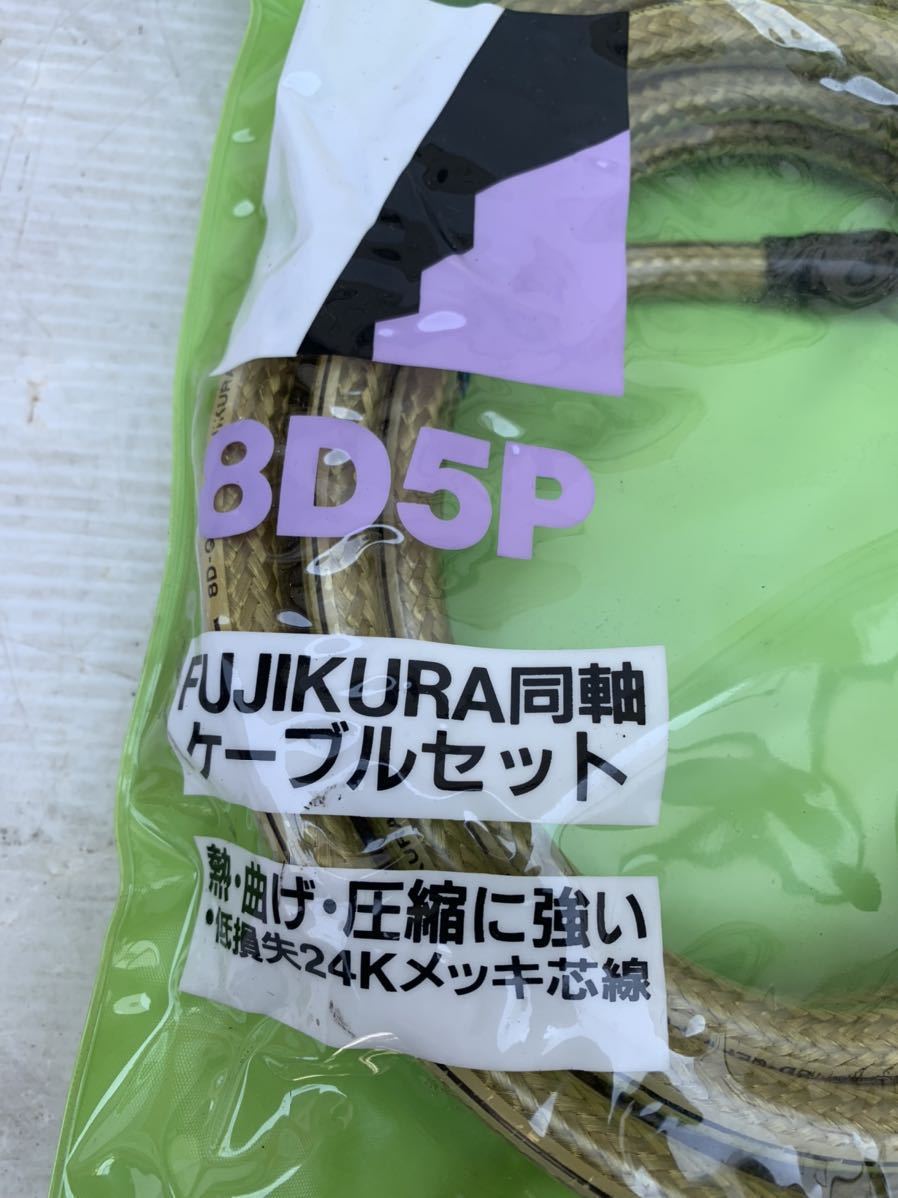 8D5P
FUJIKURA同軸
ケーブルセット
熱・曲げ・圧縮に強い
・低損失24Kメッキ芯線